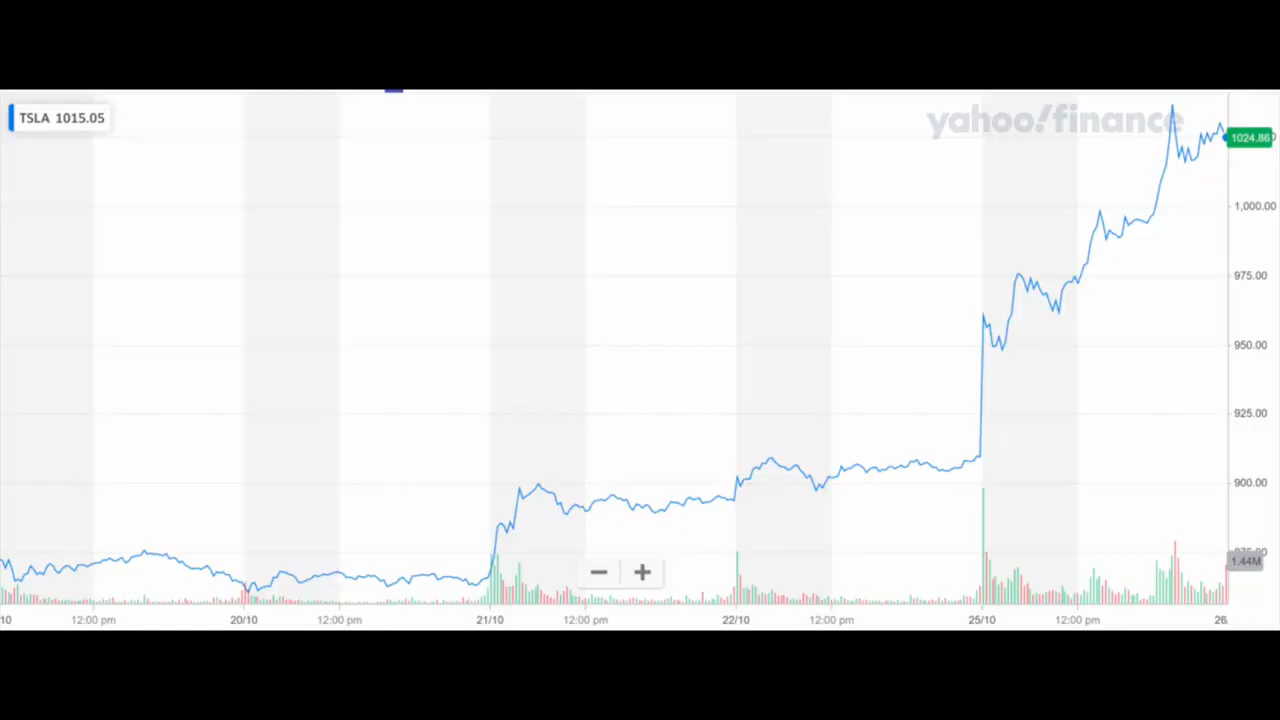 TSLA 1015.05
yahoo!finance
1024.86
1,000.00
975.00
950.00
925.00
900.00
1.44M
− +
10 12:00 pm 20/10 12:00 pm 21/10 12:00 pm 22/10 12:00 pm 25/10 12:00 pm 26.